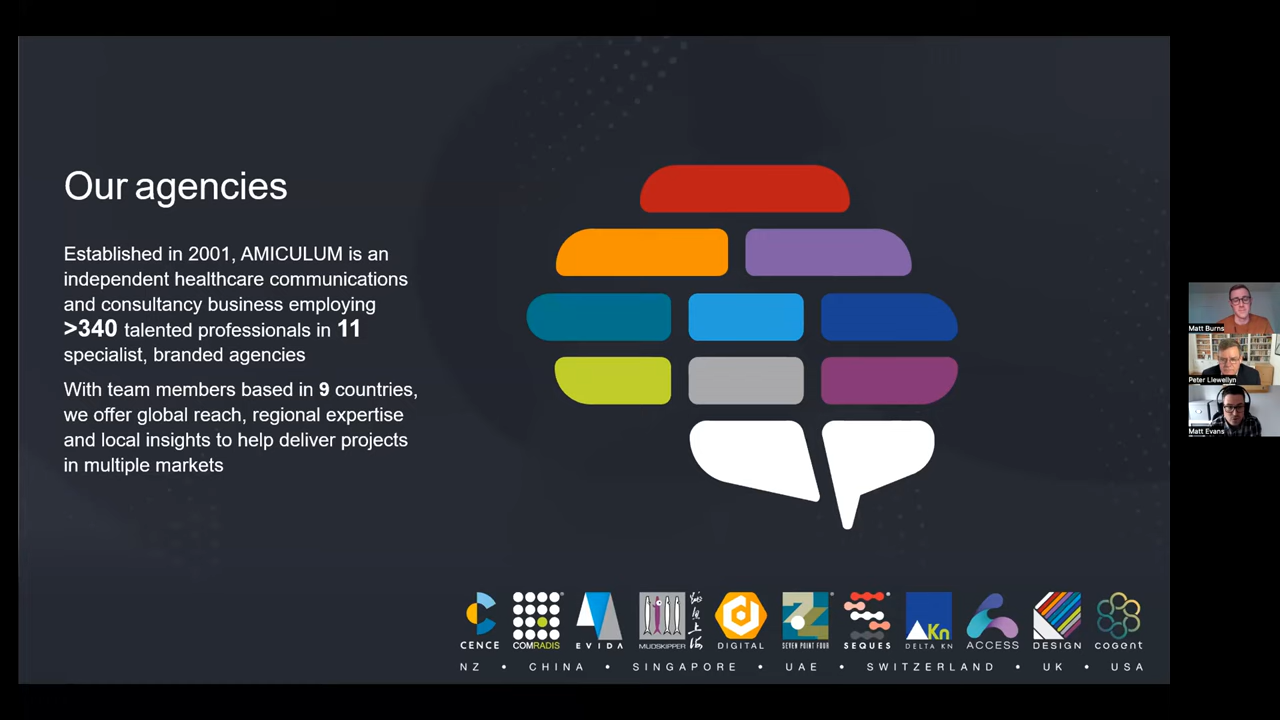 Our agencies
Established in 2001, AMICULUM is an
independent healthcare communications
and consultancy business employing
>340 talented professionals in 11
specialist, branded agencies
With team members based in 9 countries,
we offer global reach, regional expertise
and local insights to help deliver projects
in multiple markets
Matt Burns
Peter Llewellyn
Matt Evans
CENCE COMRADIS EVIDA MUDSKIPPER DIGITAL SEVEN POINT FOUR SEQUES DELTA KN ACCESS DESIGN COGENT
Kn
NZ • CHINA • SINGAPORE • UAE • SWITZERLAND • UK • USA